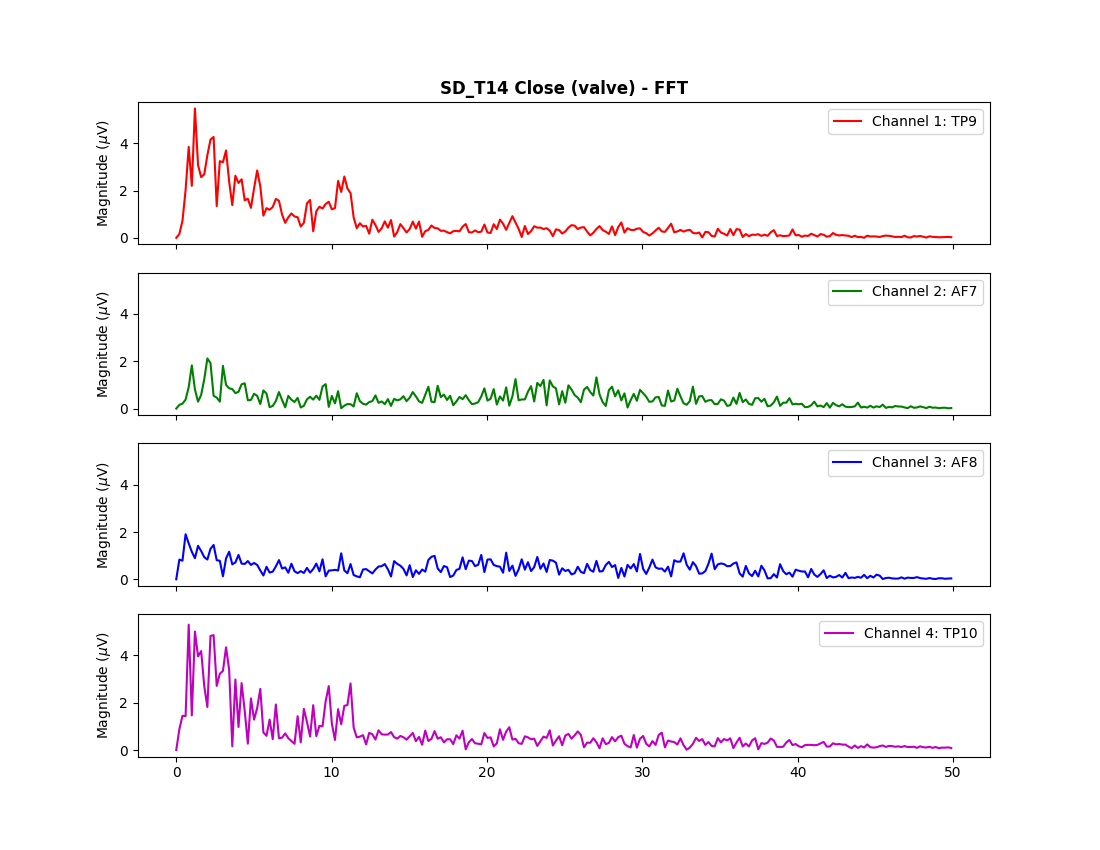 SD_T14 Close (valve) - FFT
Magnitude (μV)
4
2
0
Channel 1: TP9
Magnitude (μV)
4
2
0
Channel 2: AF7
Magnitude (μV)
4
2
0
Channel 3: AF8
Magnitude (μV)
4
2
0
Channel 4: TP10
0 10 20 30 40 50